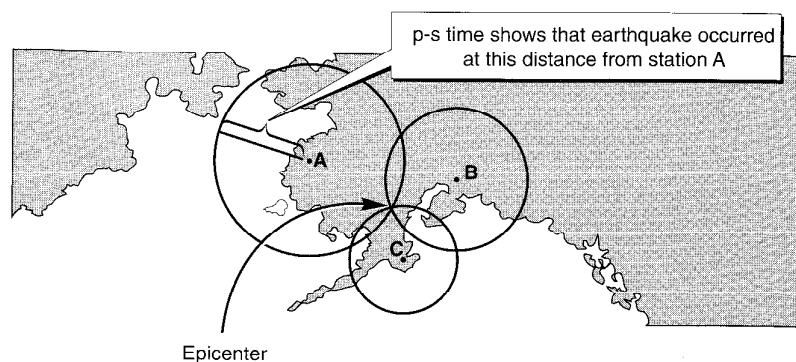 p-s time shows that earthquake occurred
at this distance from station A
A
B
C
Epicenter